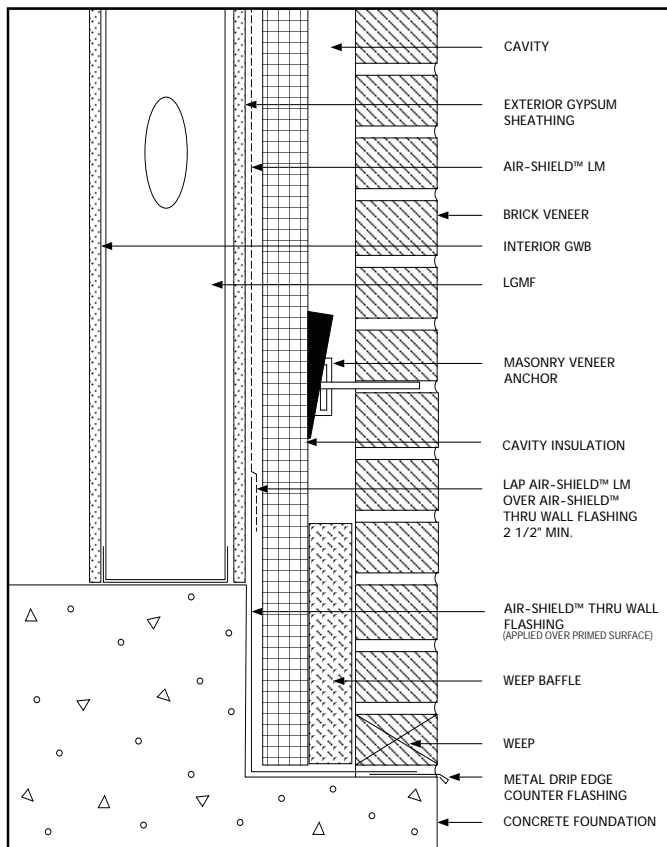 CAVITY
EXTERIOR GYPSUM
SHEATHING
AIR-SHIELD™ LM
BRICK VENEER
INTERIOR GWB
LGMF
MASONRY VENEER
ANCHOR
CAVITY INSULATION
LAP AIR-SHIELD™ LM
OVER AIR-SHIELD™
THRU WALL FLASHING
2 1/2" MIN.
AIR-SHIELD™ THRU WALL
FLASHING
(APPLIED OVER PRIMED SURFACE)
WEEP BAFFLE
WEEP
METAL DRIP EDGE
COUNTER FLASHING
CONCRETE FOUNDATION